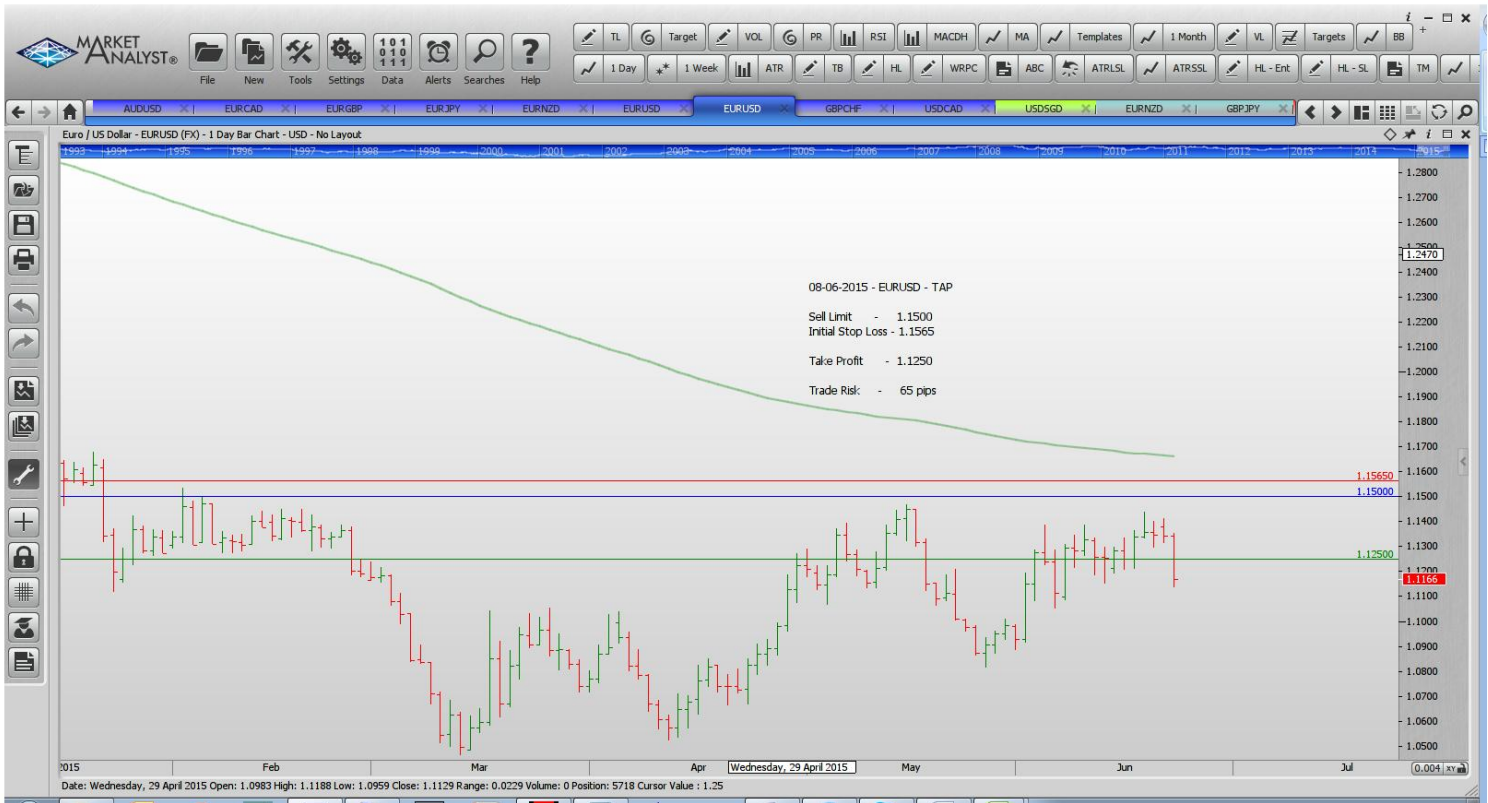 MARKET
ANALYST®
File New Tools Settings Data Alerts Searches Help
TL Target VOL PR RSI MACDH MA Templates 1 Month VL Targets BB
1 Day 1 Week ATR TB HL WRPC ABC ATRLSL ATRSSL HL - Ent HL - SL TM
AUDUSD EURCAD EURGBP EURJPY EURNZD EURUSD EURUSD GBPCHF USDCAD USDSGD EURNZD GBPJPY
Euro / US Dollar - EURUSD (FX) - 1 Day Bar Chart - USD - No Layout
1993 1994 1995 1996 1997 1998 1999 2000 2001 2002 2003 2004 2005 2006 2007 2008 2009 2010 2011 2012 2013 2014
1.2800
1.2700
1.2600
1.2500
1.2470
1.2400
08-06-2015 - EURUSD - TAP
1.2300
Sell Limit - 1.1500
1.2200
Initial Stop Loss - 1.1565
1.2100
Take Profit - 1.1250
1.2000
Trade Risk - 65 pips
1.1900
1.1800
1.1700
1.1600
1.15650
1.15000
1.1500
1.1400
1.1300
1.12500
1.1200
1.1166
1.1100
1.1000
1.0900
1.0800
1.0700
1.0600
1.0500
2015 Feb Mar Apr Wednesday, 29 April 2015 May Jun Jul 0.004 XY
Date: Wednesday, 29 April 2015 Open: 1.0983 High: 1.1188 Low: 1.0959 Close: 1.1129 Range: 0.0229 Volume: 0 Position: 5718 Cursor Value : 1.25